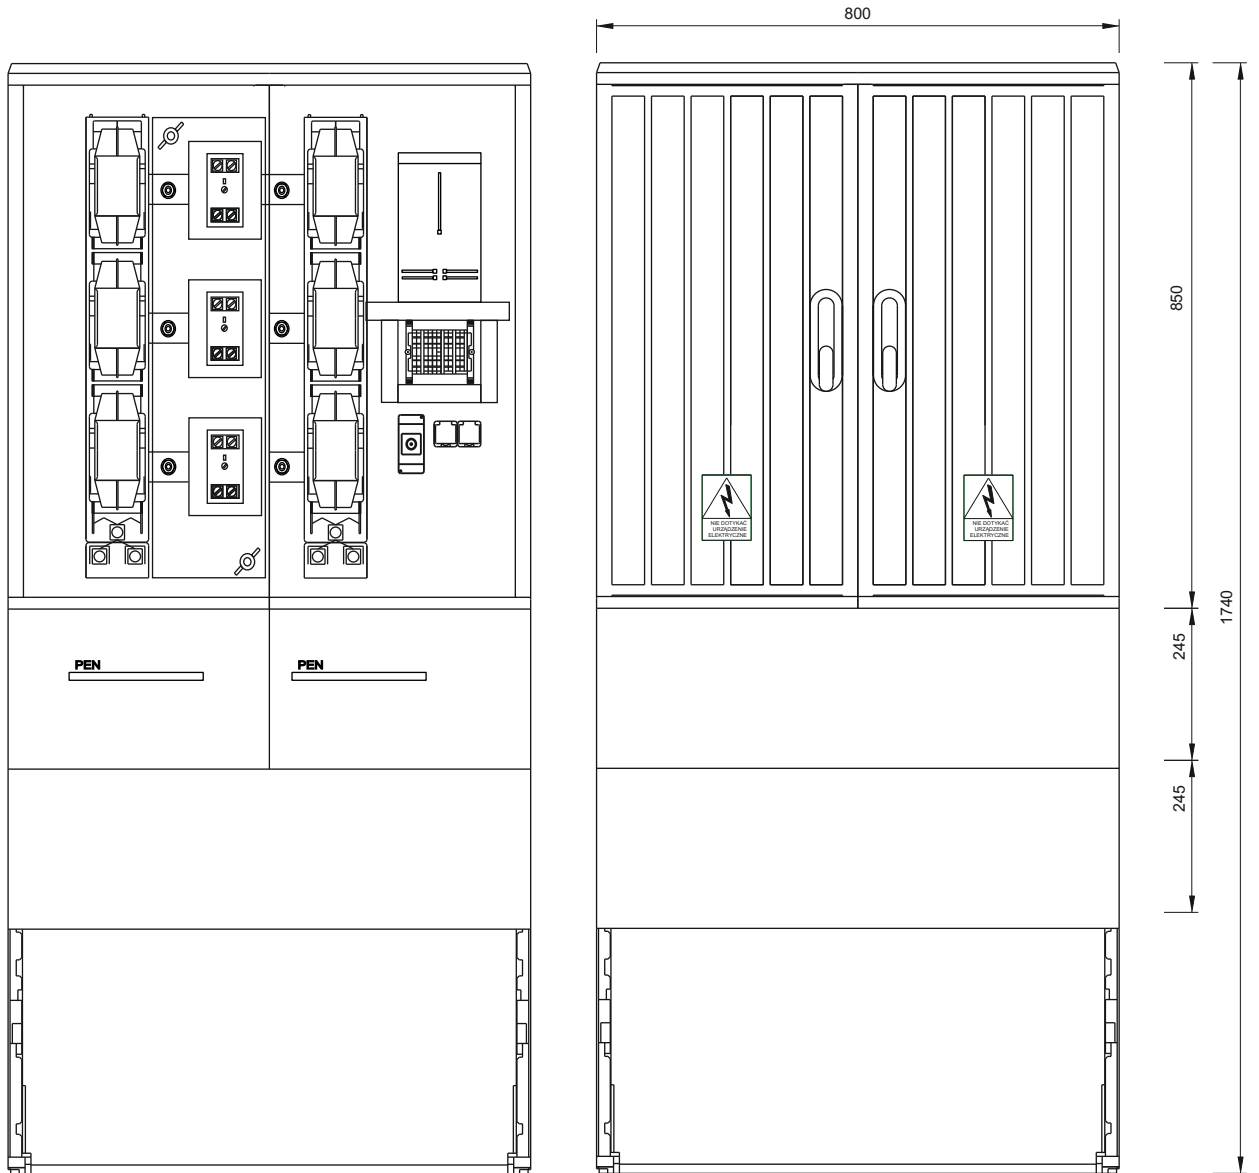 800
850
1740
245
245
PEN
PEN
NIE DOTYKAĆ
URZĄDZENIE
ELEKTRYCZNE
NIE DOTYKAĆ
URZĄDZENIE
ELEKTRYCZNE